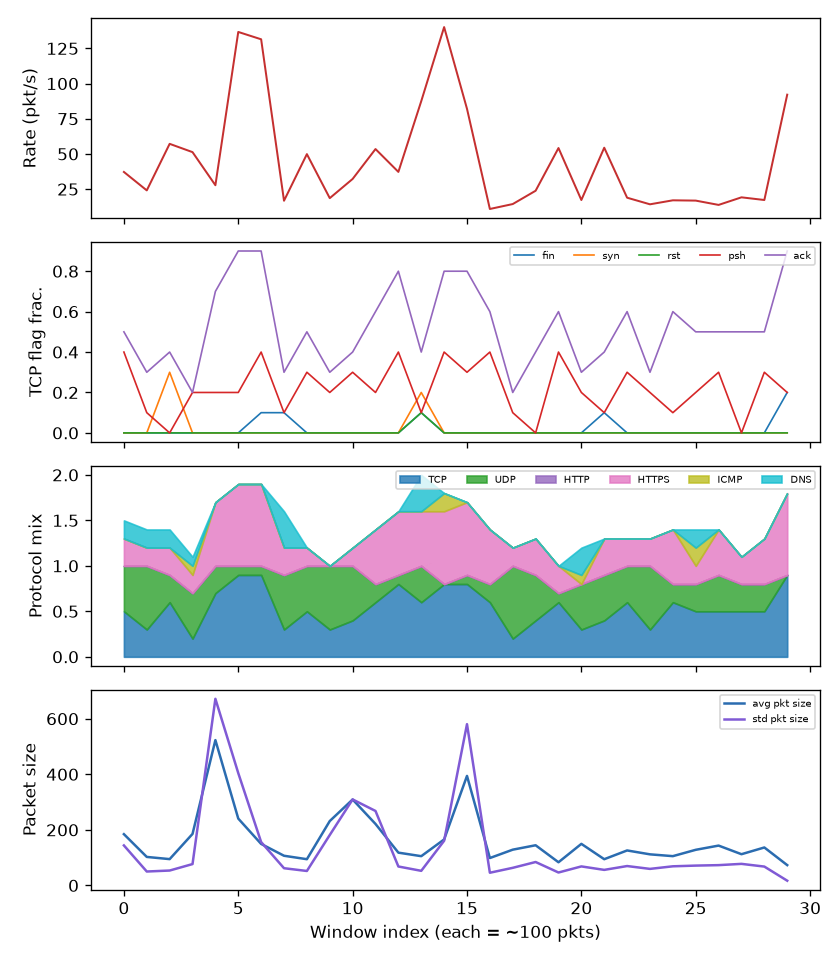 125
100
75
50
25
Rate (pkt/s)
fin syn rst psh ack
0.8
0.6
0.4
0.2
0.0
TCP flag frac.
TCP UDP HTTP HTTPS ICMP DNS
2.0
1.5
1.0
0.5
0.0
Protocol mix
avg pkt size
std pkt size
600
400
200
0
Packet size
0 5 10 15 20 25 30
Window index (each = ~100 pkts)